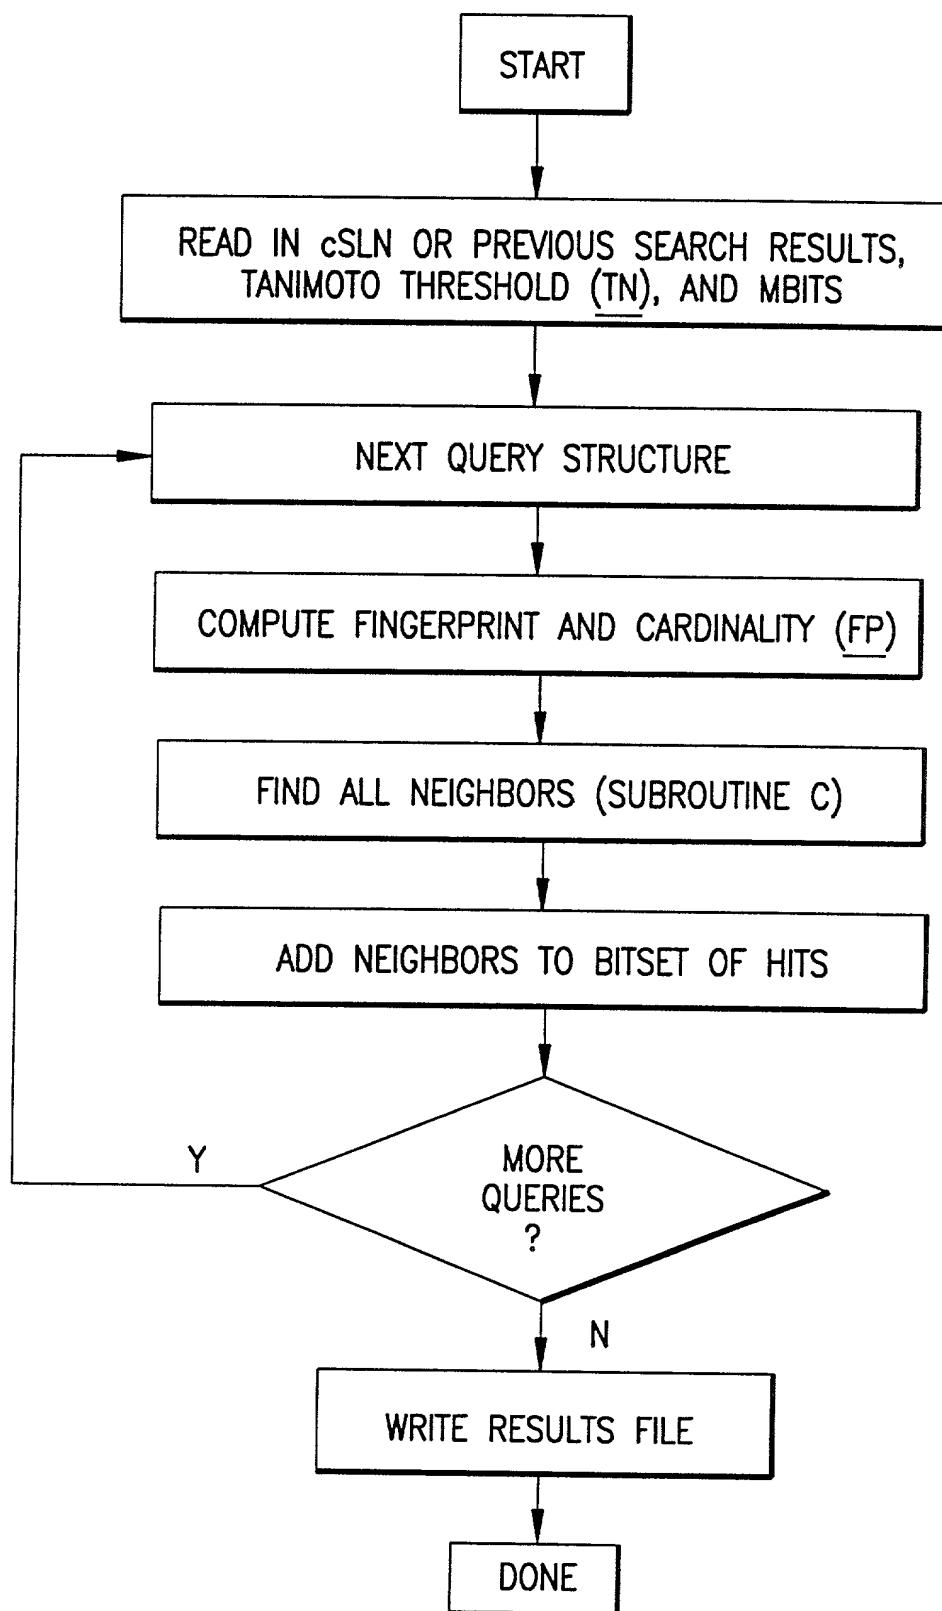 START
READ IN cSLN OR PREVIOUS SEARCH RESULTS,
TANIMOTO THRESHOLD (TN), AND MBITS
NEXT QUERY STRUCTURE
COMPUTE FINGERPRINT AND CARDINALITY (FP)
FIND ALL NEIGHBORS (SUBROUTINE C)
ADD NEIGHBORS TO BITSET OF HITS
Y
MORE
QUERIES
?
N
WRITE RESULTS FILE
DONE